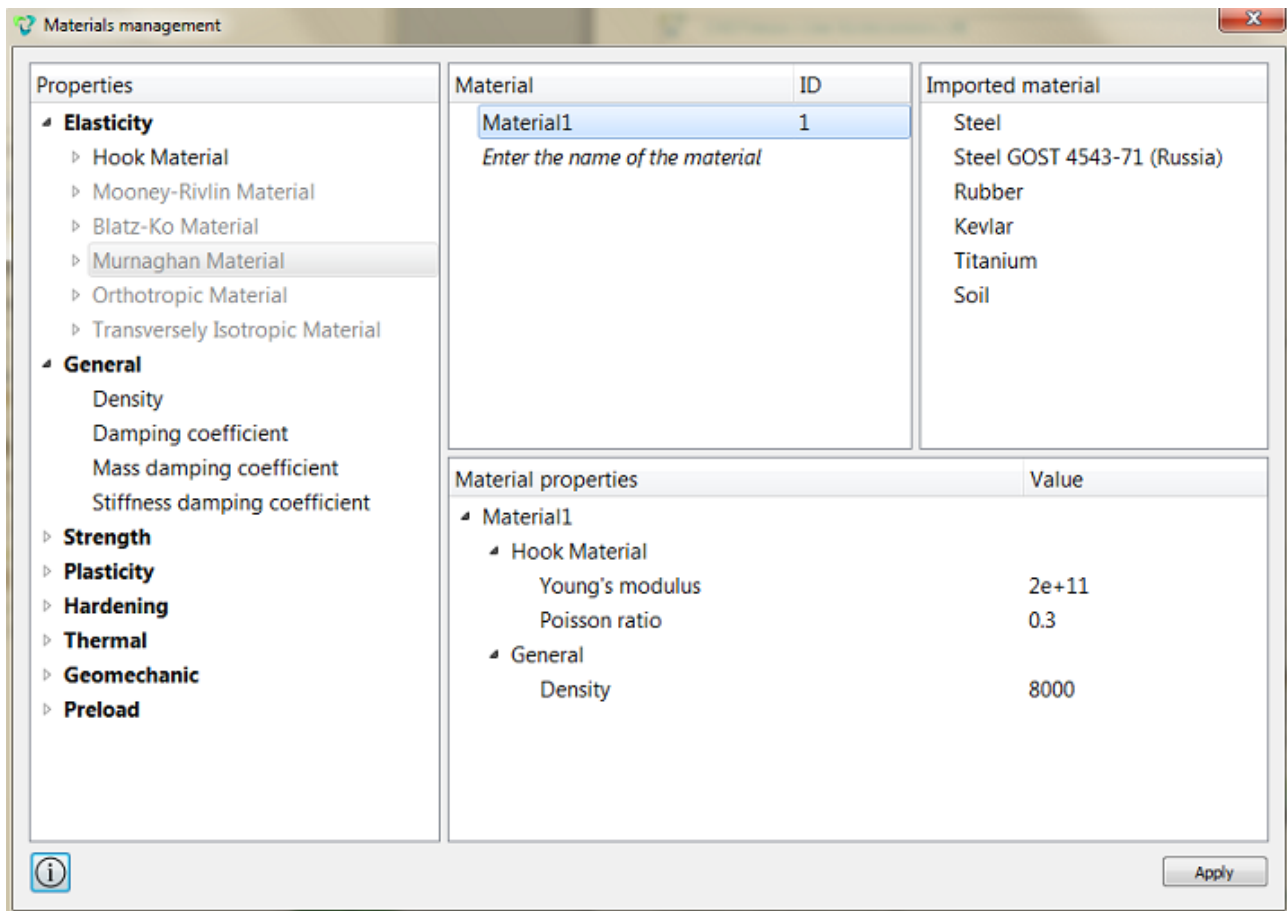 Materials management
Properties
Elasticity
Hook Material
Mooney-Rivlin Material
Blatz-Ko Material
Murnaghan Material
Orthotropic Material
Transversely Isotropic Material
General
Density
Damping coefficient
Mass damping coefficient
Stiffness damping coefficient
Strength
Plasticity
Hardening
Thermal
Geomechanic
Preload
Material ID
Material1 1
Enter the name of the material
Imported material
Steel
Steel GOST 4543-71 (Russia)
Rubber
Kevlar
Titanium
Soil
Material properties Value
Material1
Hook Material
Young's modulus 2e+11
Poisson ratio 0.3
General
Density 8000
Apply